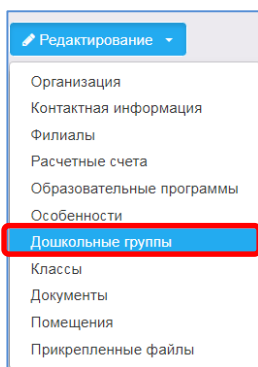 Редактирование
Организация
Контактная информация
Филиалы
Расчетные счета
Образовательные программы
Особенности
Дошкольные группы
Классы
Документы
Помещения
Прикрепленные файлы